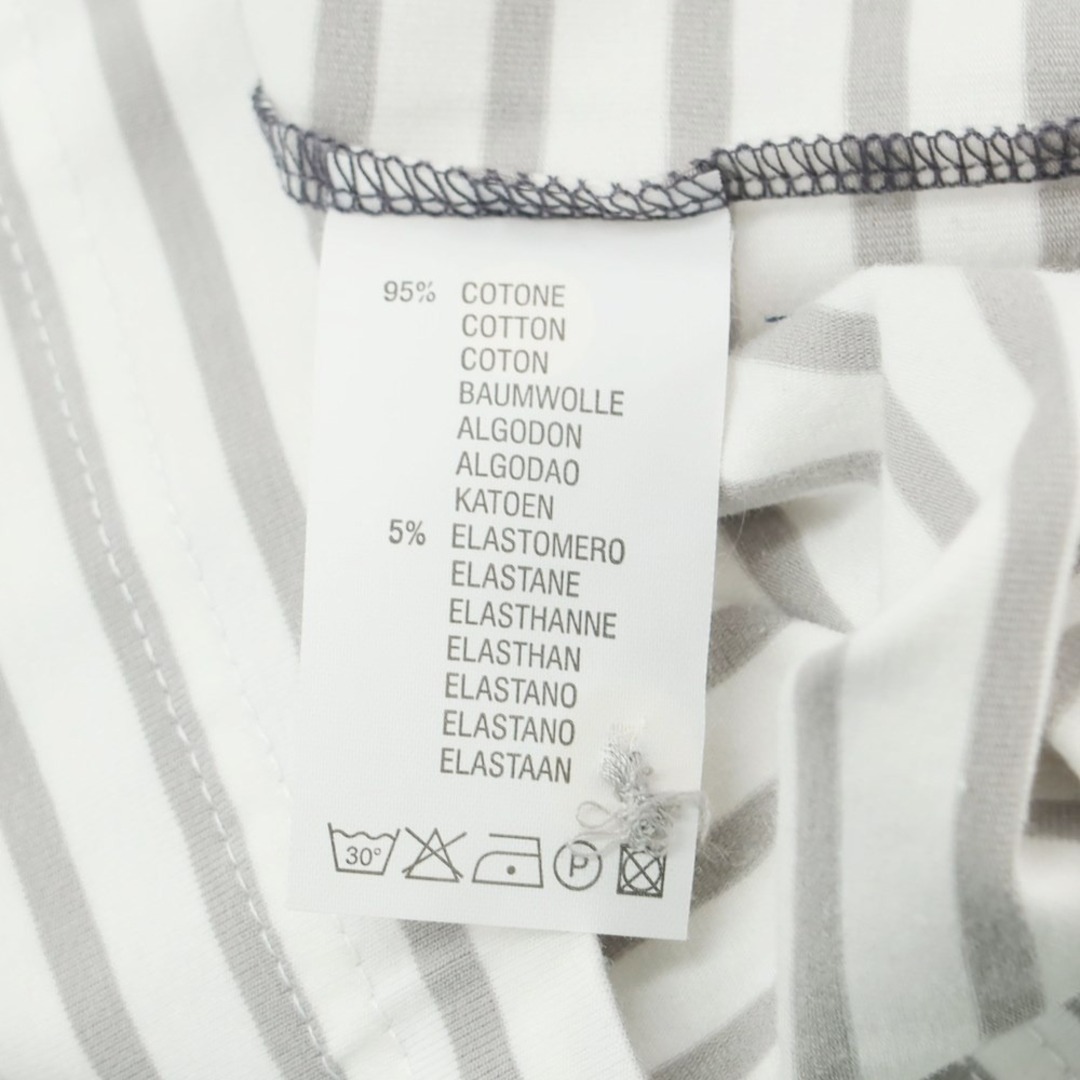 95% COTONE
COTTON
COTON
BAUMWOLLE
ALGODON
ALGODAO
KATOEN
5% ELASTOMERO
ELASTANE
ELASTHANNE
ELASTHAN
ELASTANO
ELASTANO
ELASTAAN
30° P